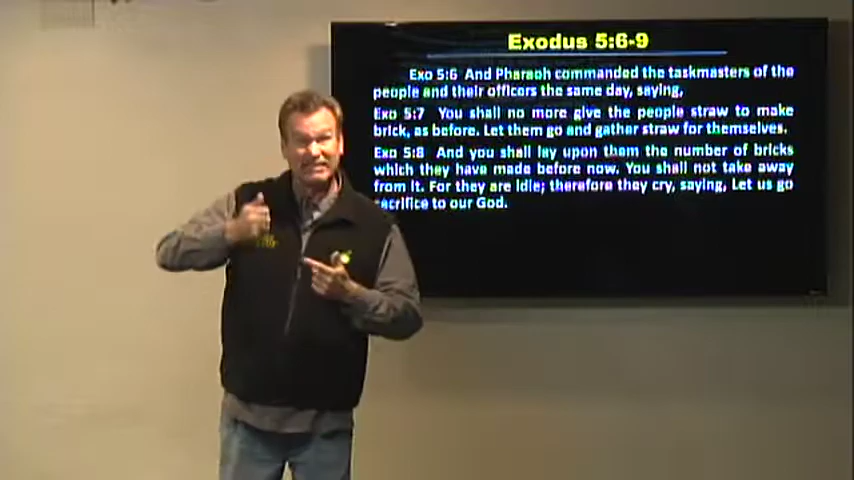 Exodus 5:6-9
Exo 5:6 And Pharaoh commanded the taskmasters of the
people and their officers the same day, saying,
Exo 5:7 You shall no more give the people straw to make
brick, as before. Let them go and gather straw for themselves.
Exo 5:8 And you shall lay upon them the number of bricks
which they have made before now. You shall not take away
from it. For they are idle; therefore they cry, saying, Let us go
sacrifice to our God.